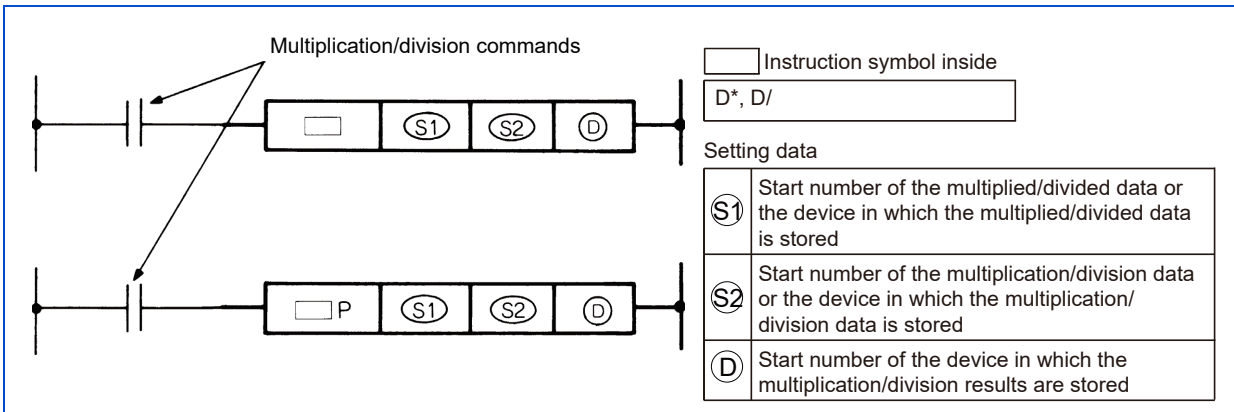 Multiplication/division commands
S1 S2 D
P S1 S2 D
Instruction symbol inside
D*, D/
Setting data
S1 Start number of the multiplied/divided data or
the device in which the multiplied/divided data
is stored
S2 Start number of the multiplication/division data
or the device in which the multiplication/
division data is stored
D Start number of the device in which the
multiplication/division results are stored